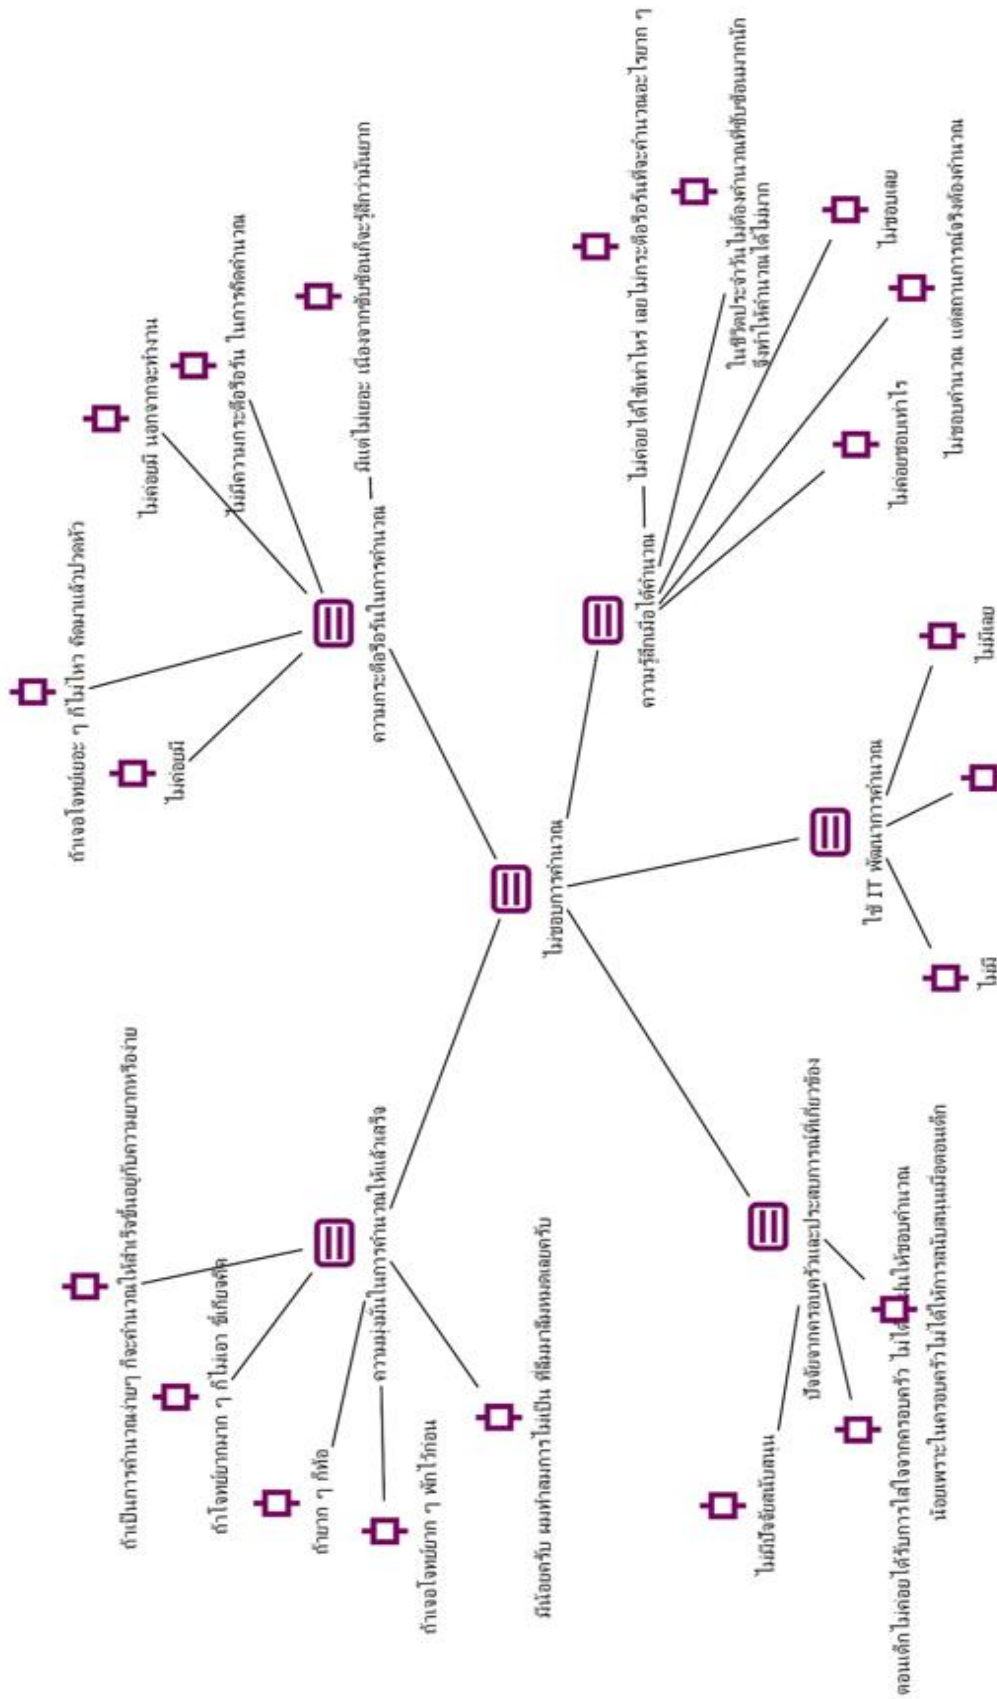 ถ้าเป็นการคำนวณง่ายๆ ก็จะคำนวณให้สำเร็จขึ้นอยู่กับความยากหรือง่าย
ถ้าโจทย์ยากมาก ๆ ก็ไม่เอา ขี้เกียจคิด
ถ้ายาก ๆ ก็ท้อ
ความมุ่งมั่นในการคำนวณให้แล้วเสร็จ
ถ้าเจอโจทย์ยาก ๆ พักไว้ก่อน
มีน้อยครับ ผมทำสมการไม่เป็น ที่ลืมมาลืมหมดเลยครับ
ถ้าเจอโจทย์เยอะ ๆ ก็ไม่ไหว คิดมาแล้วปวดหัว
ไม่ค่อยมี นอกจากจะทำงาน
ไม่ค่อยมี
ไม่มีความกระตือรือร้น ในการคิดคำนวณ
ความกระตือรือร้นในการคำนวณ
มีแต่ไม่เยอะ เนื่องจากซับซ้อนก็จะรู้สึกว่ามันยาก
ไม่ชอบการคำนวณ
ความรู้สึกเมื่อได้คำนวณ
ไม่ค่อยได้ใช้เท่าไหร่ เลยไม่กระตือรือร้นที่จะคำนวณอะไรยาก ๆ
ในชีวิตประจำวันไม่ต้องคำนวณที่ซับซ้อนมากนัก
จึงทำให้คำนวณได้ไม่มาก
ไม่ชอบเลย
ไม่ค่อยชอบเท่าไร
ไม่ชอบคำนวณ แต่สถานการณ์จริงต้องคำนวณ
ไม่มีปัจจัยสนับสนุน
ปัจจัยจากครอบครัวและประสบการณ์ที่เกี่ยวข้อง
ตอนเด็กไม่ค่อยได้รับการใส่ใจจากครอบครัว ไม่ได้ ให้ชอบคำนวณ
น้อยเพราะในครอบครัวไม่ได้ให้การสนับสนุนเมื่อตอนเด็ก
ใช้ IT พัฒนาการคำนวณ
ไม่มี
ไม่มีเลย